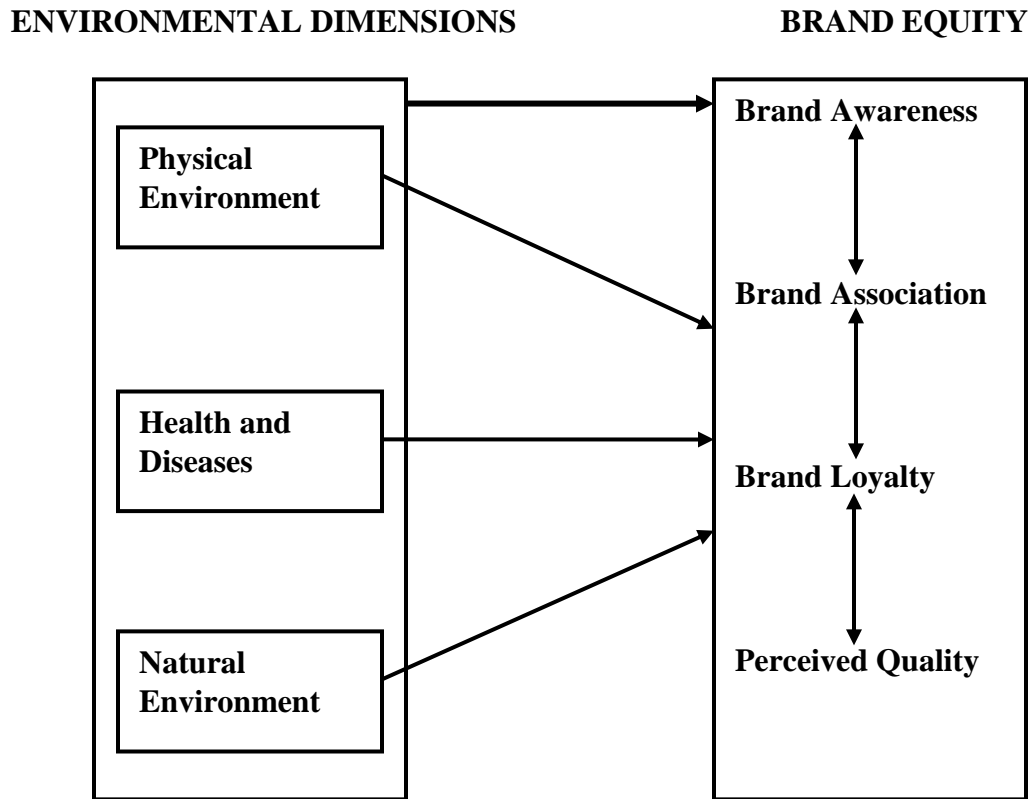 ENVIRONMENTAL DIMENSIONS
BRAND EQUITY
Physical
Environment
Health and
Diseases
Natural
Environment
Brand Awareness
Brand Association
Brand Loyalty
Perceived Quality